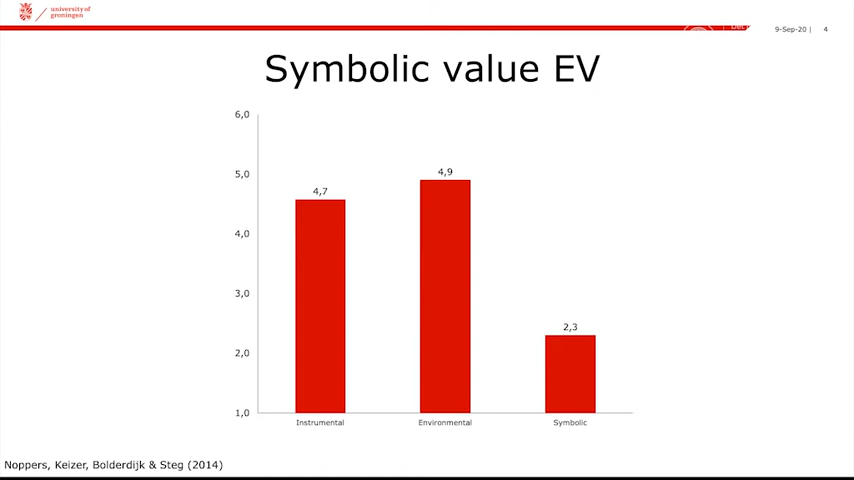 university of
groningen
9-Sep-20 | 4
Symbolic value EV
6,0
5,0
4,0
3,0
2,0
1,0
4,7
4,9
2,3
Instrumental Environmental Symbolic
Noppers, Keizer, Bolderdijk & Steg (2014)